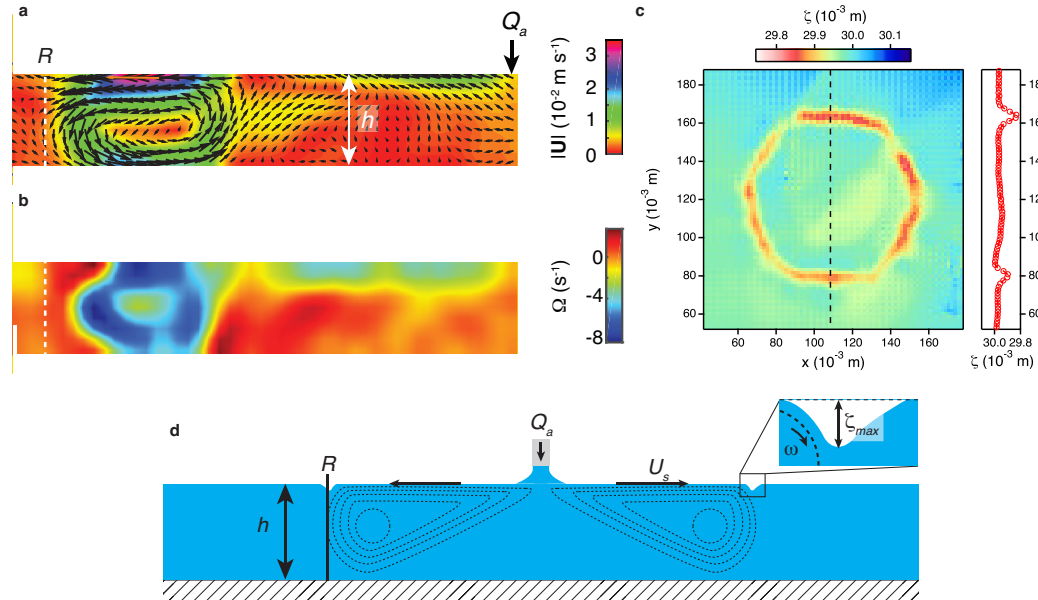 a
Q_a
R
h
|U| (10⁻² m s⁻¹)
3
2
1
0
b
Ω (s⁻¹)
0
-4
-8
c
ζ (10⁻³ m)
29.8
29.9
30.0
30.1
y (10⁻³ m)
180
160
140
120
100
80
60
60
80
100
120
140
160
x (10⁻³ m)
30.0
29.8
ζ (10⁻³ m)
d
Q_a
R
U_s
h
ω
ζ_max